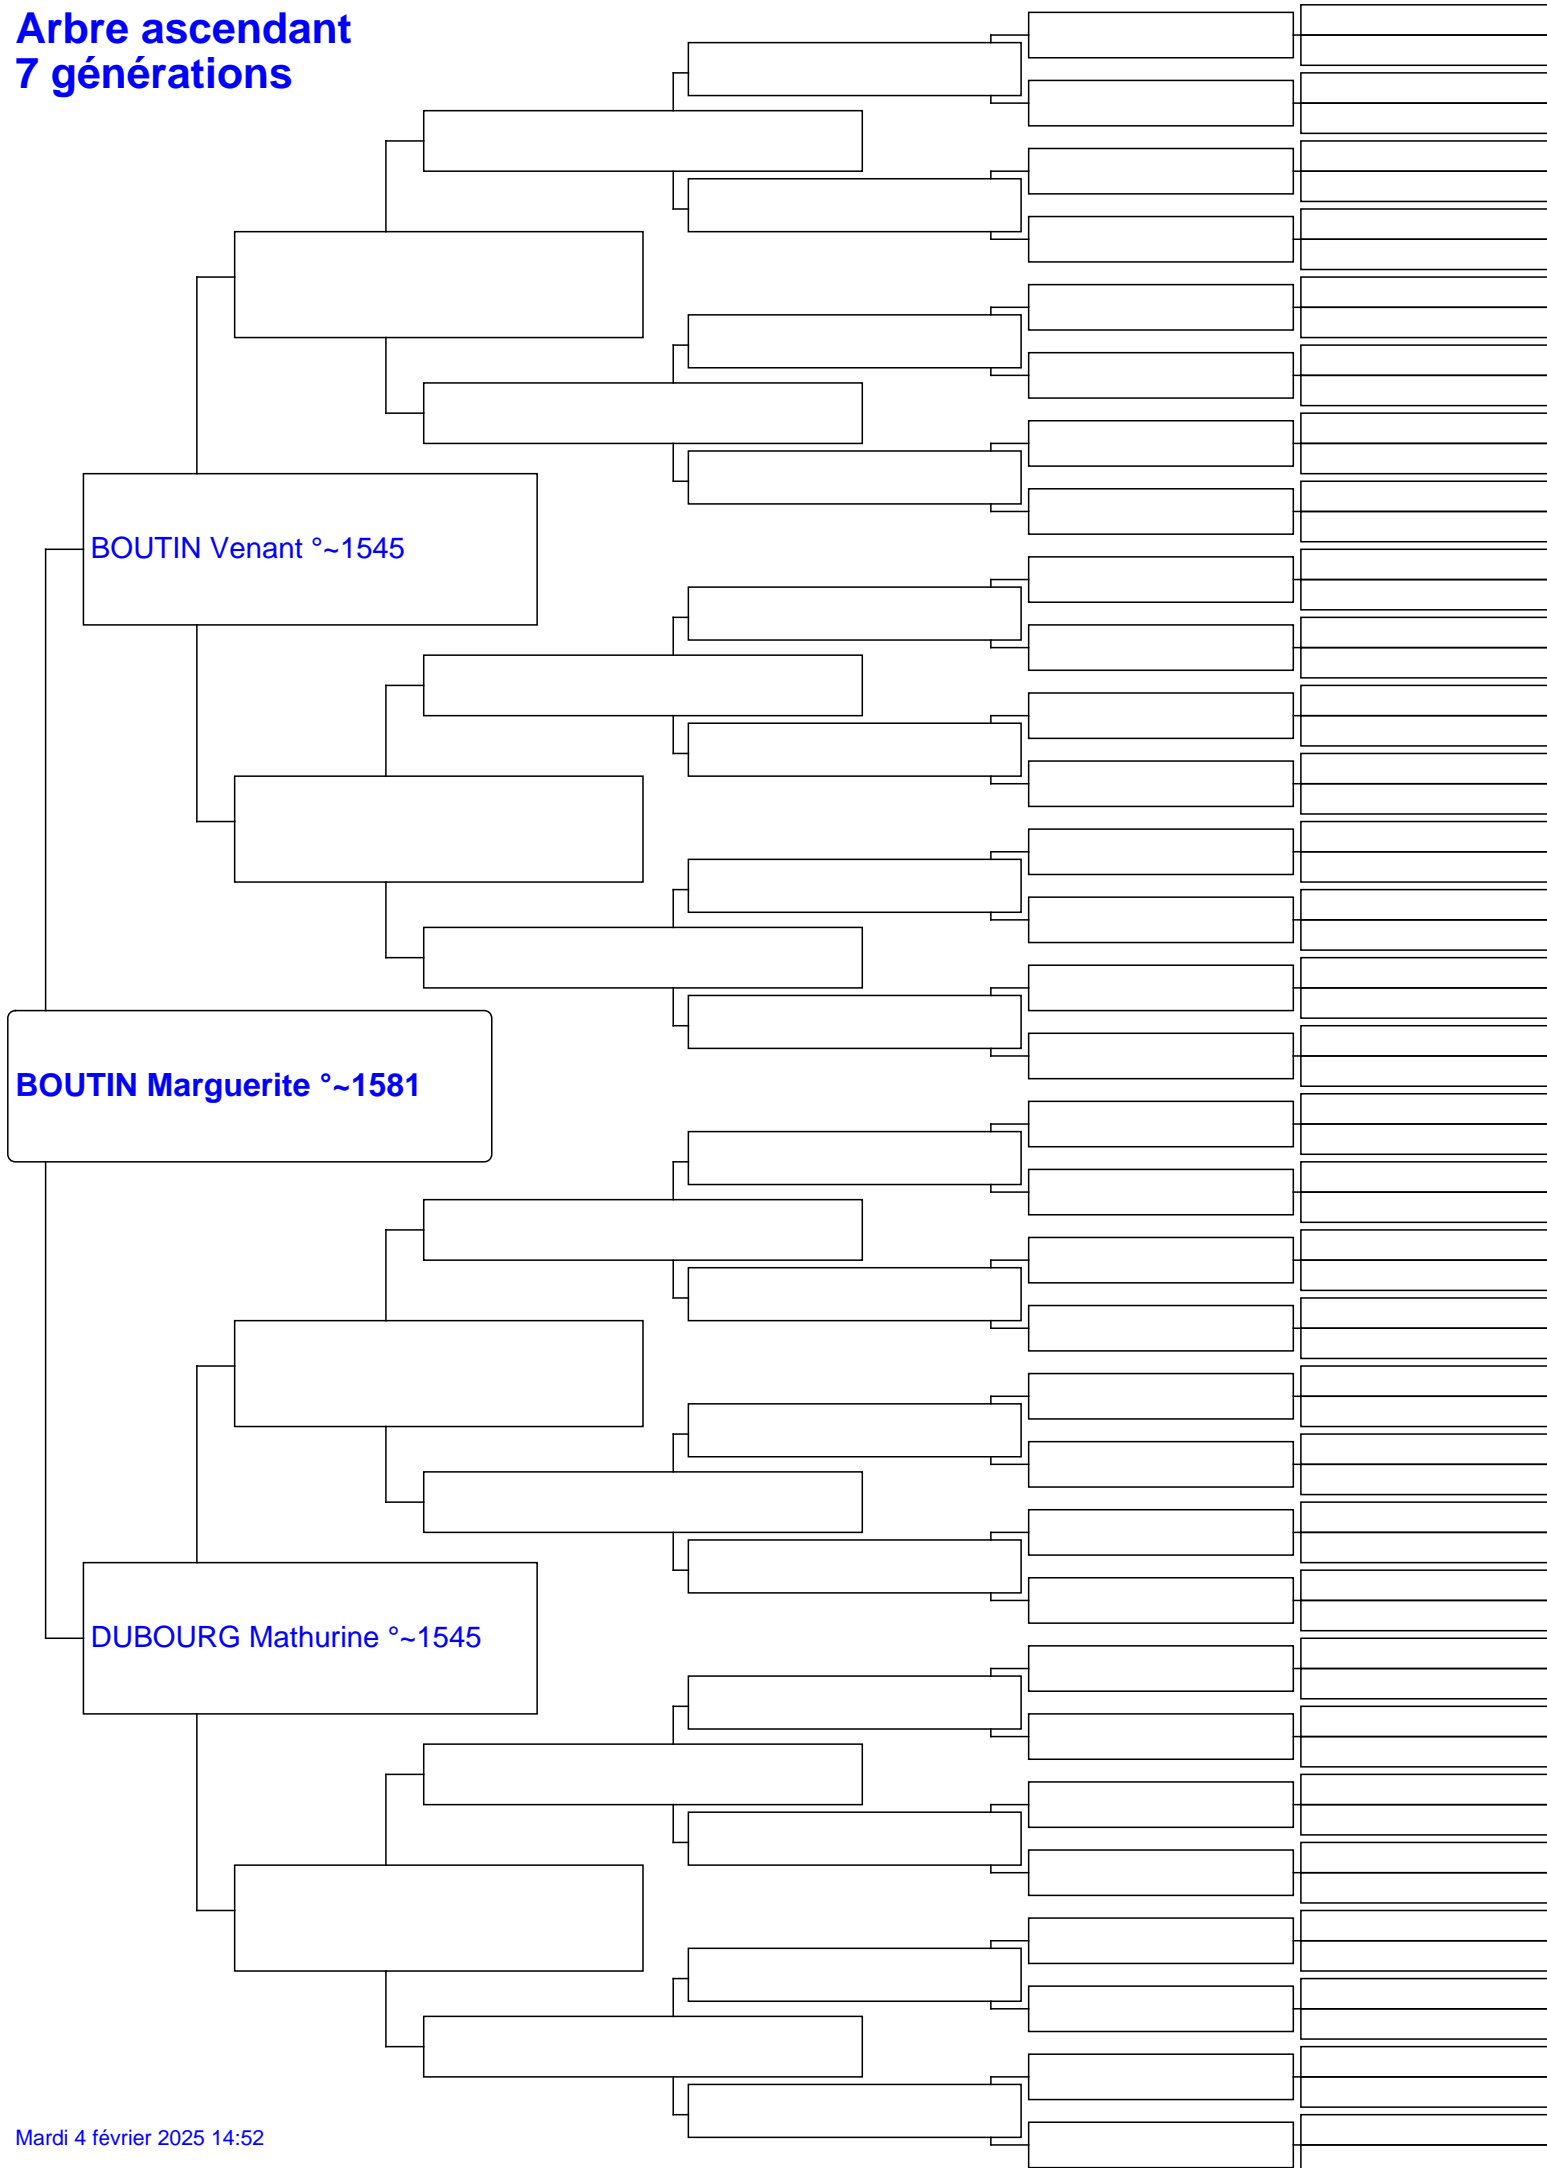 Arbre ascendant
7 générations
BOUTIN Venant °~1545
BOUTIN Marguerite °~1581
DUBOURG Mathurine °~1545
Mardi 4 février 2025 14:52